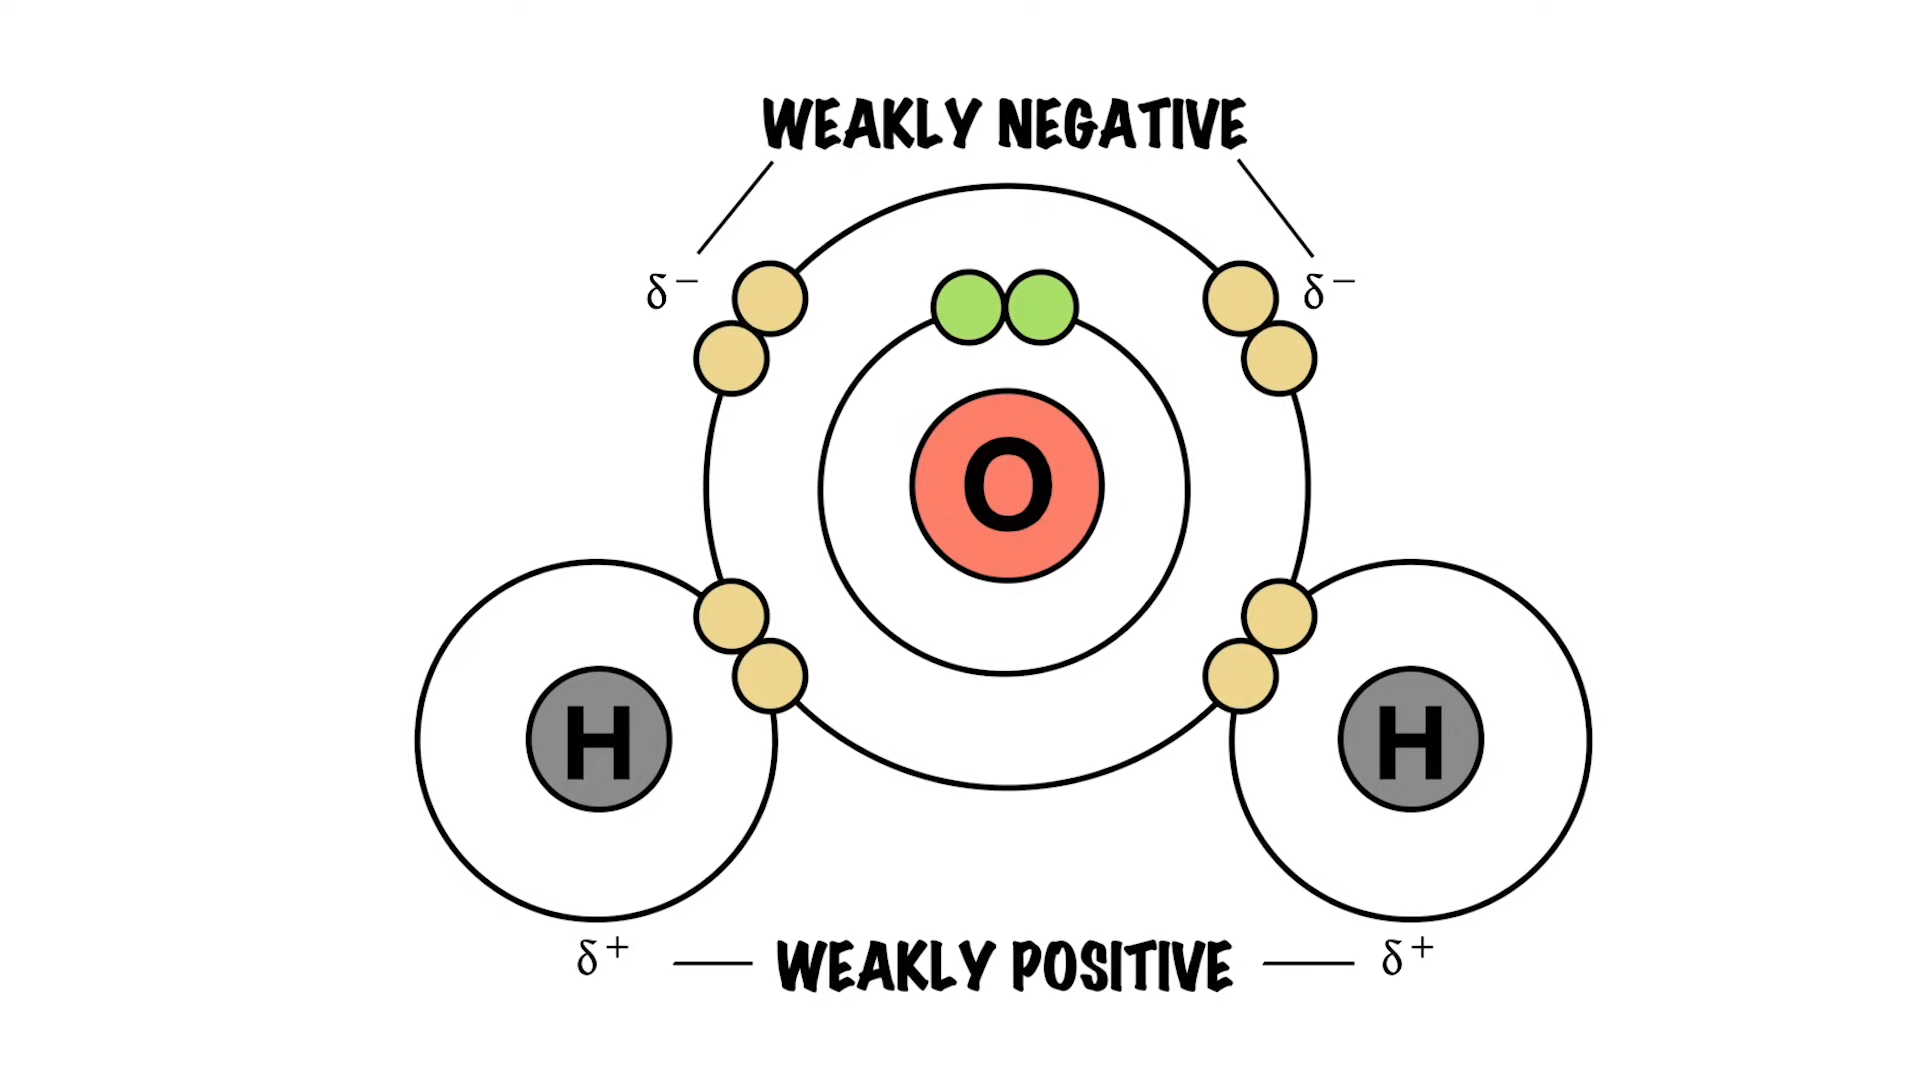 WEAKLY NEGATIVE
δ⁻ δ⁻
O
H H
δ⁺ WEAKLY POSITIVE δ⁺